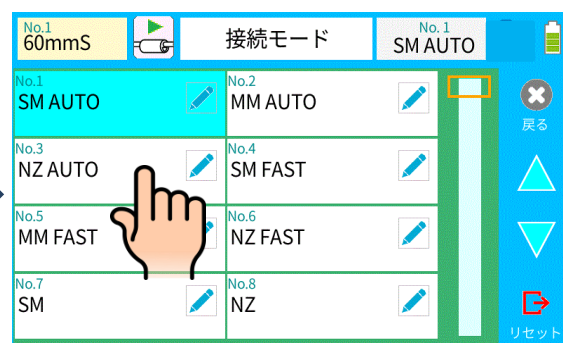 No.1
60mmS
接続モード
No. 1
SM AUTO
No.1
SM AUTO
No.2
MM AUTO
戻る
No.3
NZ AUTO
No.4
SM FAST
No.5
MM FAST
No.6
NZ FAST
No.7
SM
No.8
NZ
リセット